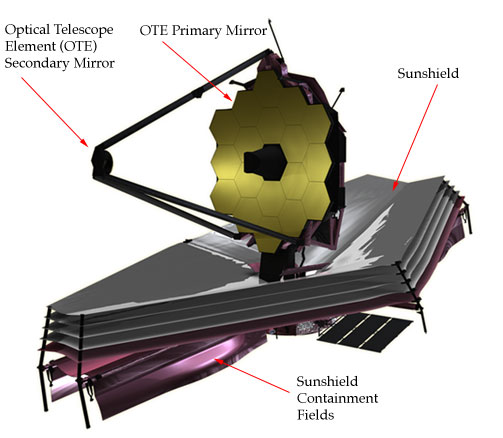 Optical Telescope
Element (OTE)
Secondary Mirror
OTE Primary Mirror
Sunshield
Sunshield
Containment
Fields